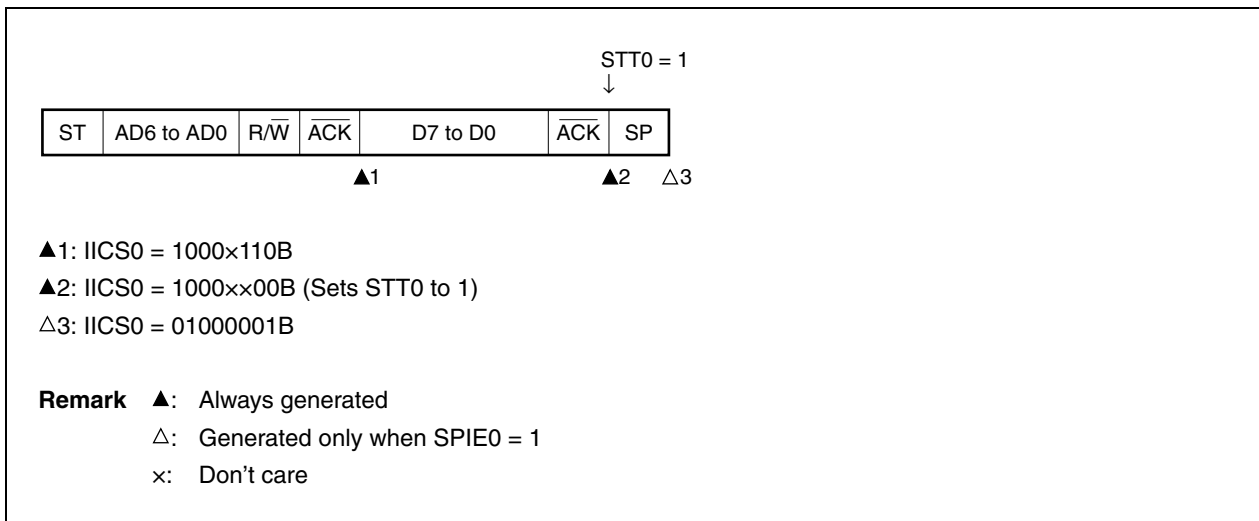 STT0 = 1
↓
ST AD6 to AD0 R/W̅ A̅C̅K̅ D7 to D0 A̅C̅K̅ SP
▲1 ▲2 △3
▲1: IICS0 = 1000×110B
▲2: IICS0 = 1000××00B (Sets STT0 to 1)
△3: IICS0 = 01000001B
Remark ▲: Always generated
△: Generated only when SPIE0 = 1
×: Don't care